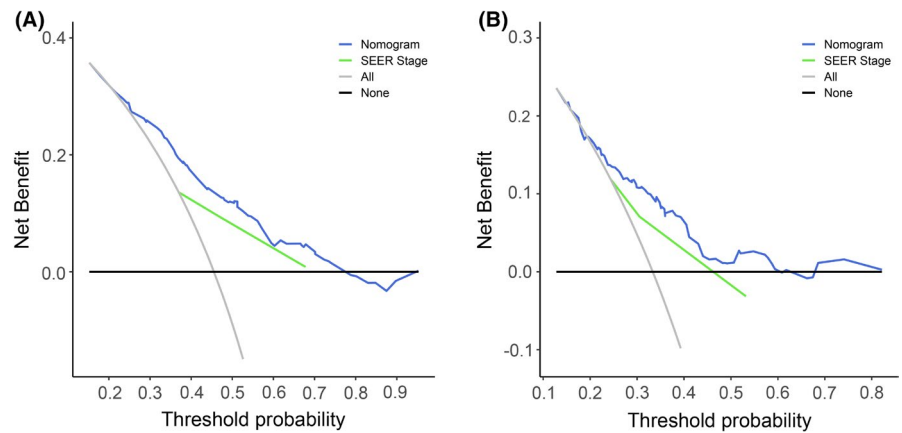 (A)
0.4
0.2
0.0
Net Benefit
Nomogram
SEER Stage
All
None
0.2 0.3 0.4 0.5 0.6 0.7 0.8 0.9
Threshold probability
(B)
0.3
0.2
0.1
0.0
-0.1
Net Benefit
Nomogram
SEER Stage
All
None
0.1 0.2 0.3 0.4 0.5 0.6 0.7 0.8
Threshold probability